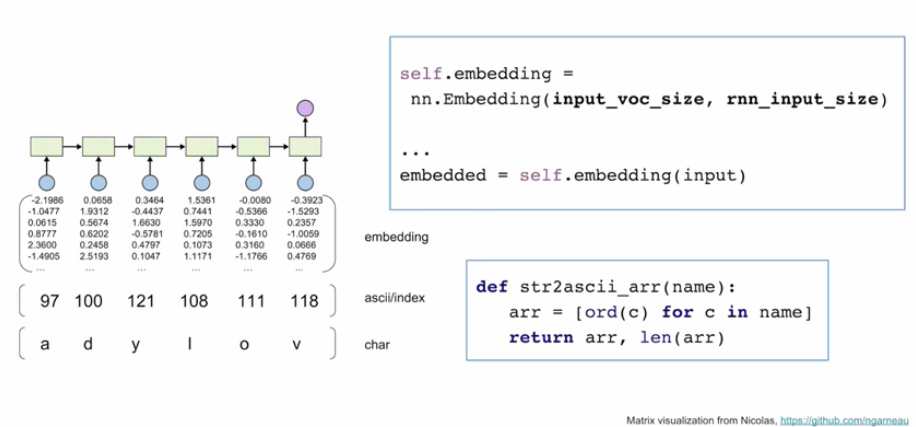 self.embedding =
nn.Embedding(input_voc_size, rnn_input_size)
...
embedded = self.embedding(input)
-2.1986 0.0658 0.3464 1.5361 -0.0080 -0.3923
-1.0477 1.9312 -0.4437 0.7441 -0.5366 -1.5293
0.0615 0.5674 1.6630 1.5970 0.3330 0.2357
0.8777 0.6202 -0.5781 0.7205 -0.1610 -1.0059
2.3600 0.2458 0.4797 0.1073 0.3160 0.0666
-1.4905 2.5193 0.1047 1.1171 -1.1766 0.4769
... ... ... ... ... ...
embedding
97 100 121 108 111 118
ascii/index
a d y l o v
char
def str2ascii_arr(name):
arr = [ord(c) for c in name]
return arr, len(arr)
Matrix visualization from Nicolas, https://github.com/ngarneau